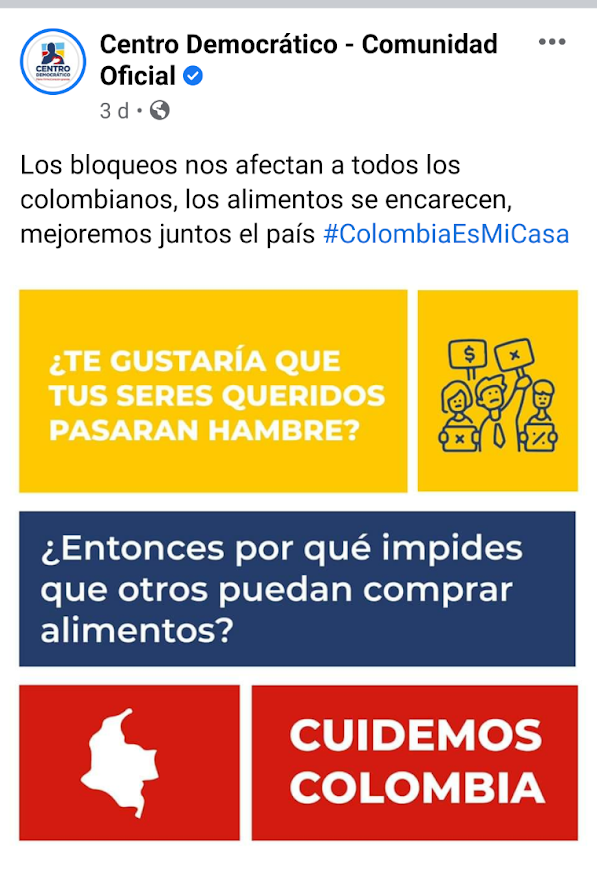 CENTRO
DEMOCRÁTICO
Centro Democrático - Comunidad
Oficial
3 d •
Los bloqueos nos afectan a todos los
colombianos, los alimentos se encarecen,
mejoremos juntos el país #ColombiaEsMiCasa
¿TE GUSTARÍA QUE
TUS SERES QUERIDOS
PASARAN HAMBRE?
$ x
x %
¿Entonces por qué impides
que otros puedan comprar
alimentos?
CUIDEMOS
COLOMBIA